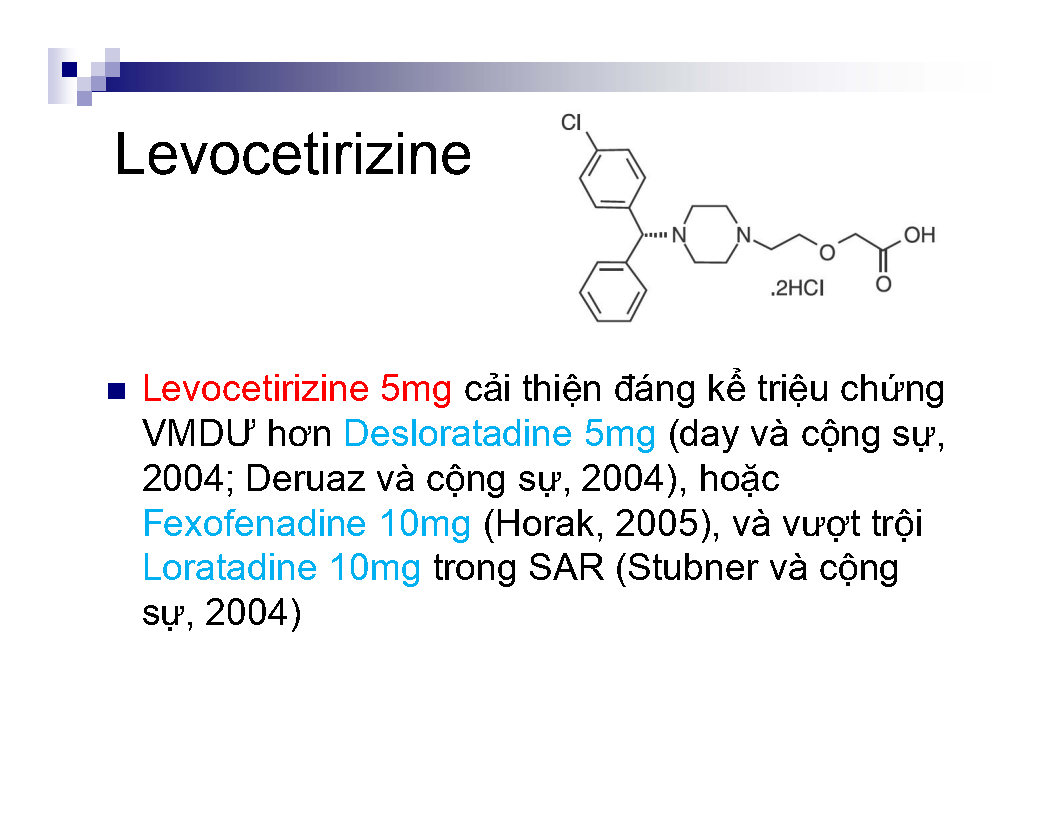 Levocetirizine
Cl
N
N
O
OH
O
.2HCl
Levocetirizine 5mg cải thiện đáng kể triệu chứng
VMDƯ hơn Desloratadine 5mg (day và cộng sự,
2004; Deruaz và cộng sự, 2004), hoặc
Fexofenadine 10mg (Horak, 2005), và vượt trội
Loratadine 10mg trong SAR (Stubner và cộng
sự, 2004)